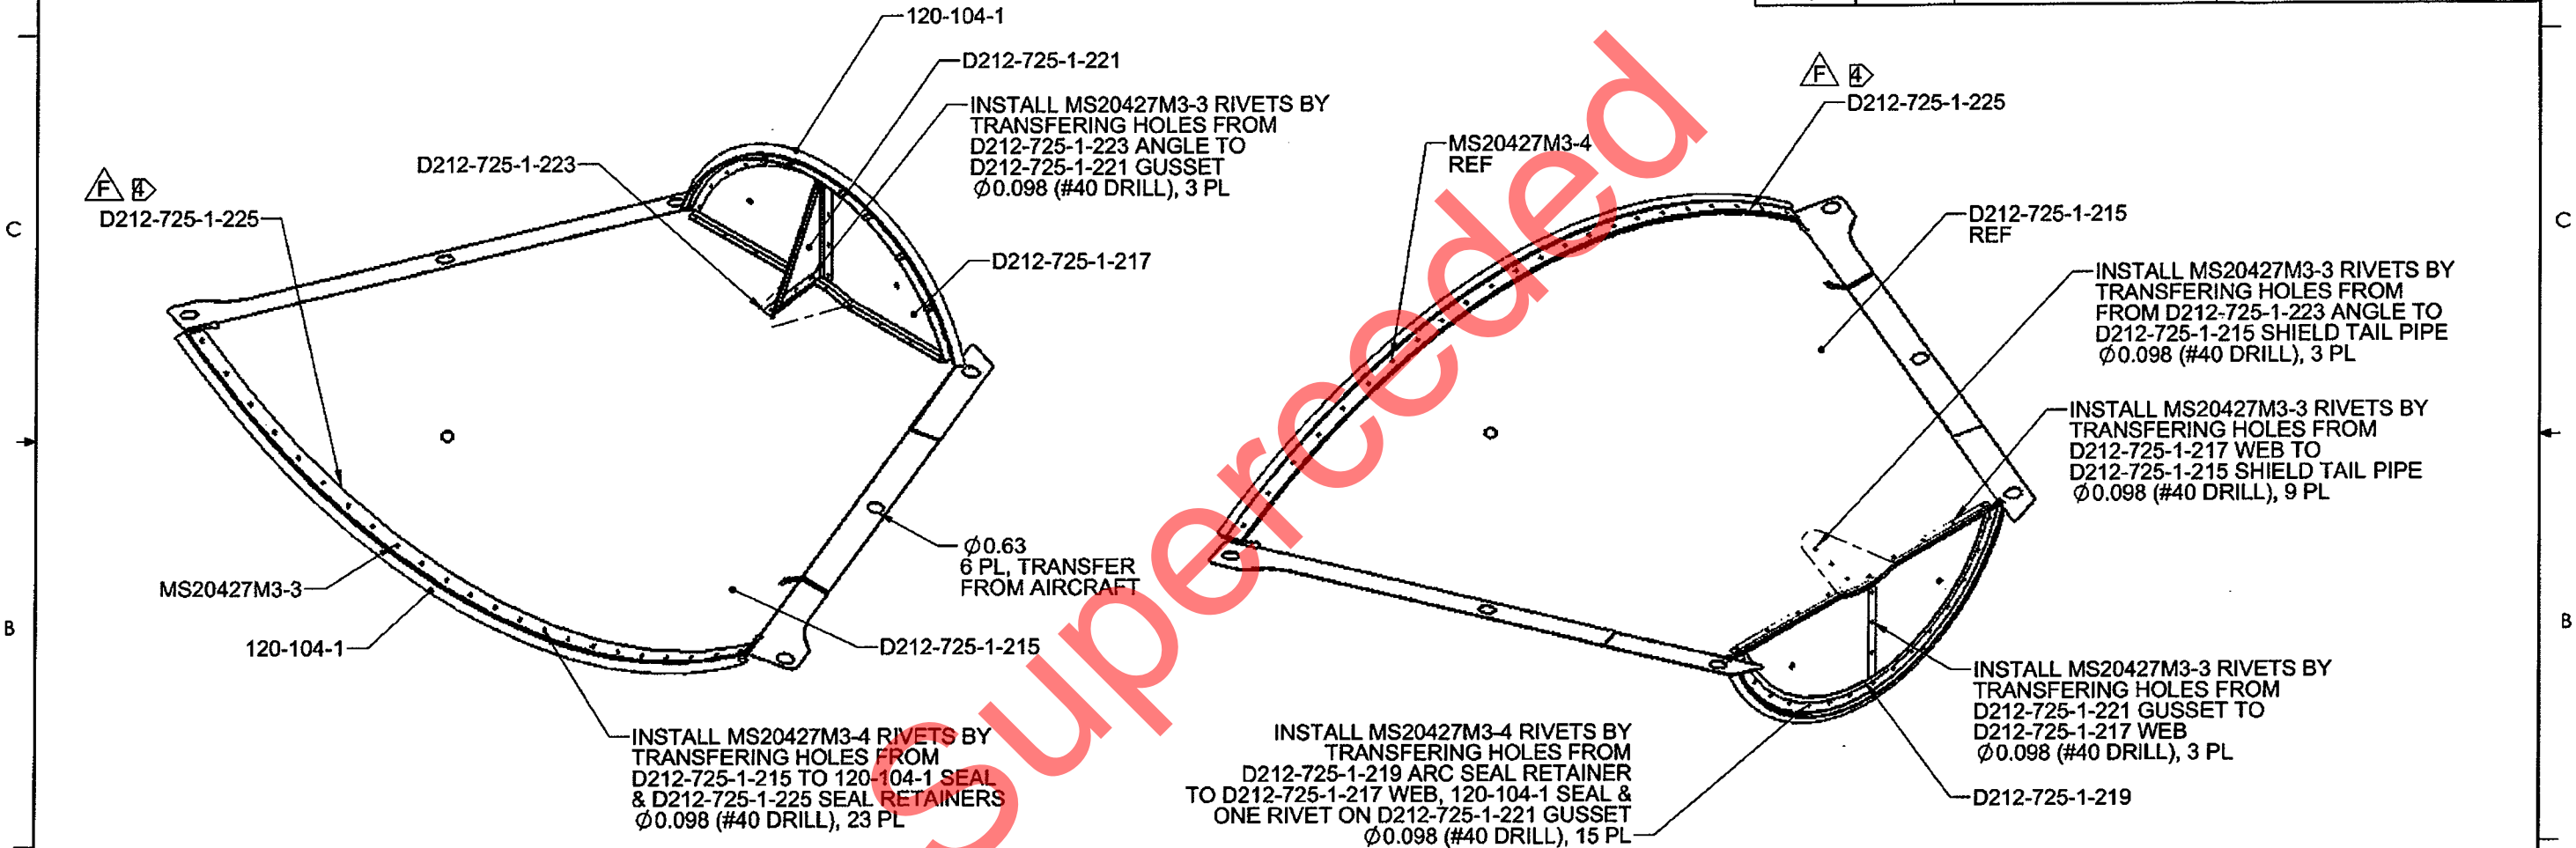 120-104-1
D212-725-1-221
INSTALL MS20427M3-3 RIVETS BY
TRANSFERING HOLES FROM
D212-725-1-223 ANGLE TO
D212-725-1-221 GUSSET
Ø0.098 (#40 DRILL), 3 PL
D212-725-1-223
F 4
D212-725-1-225
C
D212-725-1-217
Ø0.63
6 PL, TRANSFER
FROM AIRCRAFT
MS20427M3-3
B
120-104-1
D212-725-1-215
INSTALL MS20427M3-4 RIVETS BY
TRANSFERING HOLES FROM
D212-725-1-215 TO 120-104-1 SEAL
& D212-725-1-225 SEAL RETAINERS
Ø0.098 (#40 DRILL), 23 PL
Superceded
F 4
D212-725-1-225
MS20427M3-4
REF
D212-725-1-215
REF
C
INSTALL MS20427M3-3 RIVETS BY
TRANSFERING HOLES FROM
FROM D212-725-1-223 ANGLE TO
D212-725-1-215 SHIELD TAIL PIPE
Ø0.098 (#40 DRILL), 3 PL
INSTALL MS20427M3-3 RIVETS BY
TRANSFERING HOLES FROM
D212-725-1-217 WEB TO
D212-725-1-215 SHIELD TAIL PIPE
Ø0.098 (#40 DRILL), 9 PL
B
INSTALL MS20427M3-3 RIVETS BY
TRANSFERING HOLES FROM
D212-725-1-221 GUSSET TO
D212-725-1-217 WEB
Ø0.098 (#40 DRILL), 3 PL
D212-725-1-219
INSTALL MS20427M3-4 RIVETS BY
TRANSFERING HOLES FROM
D212-725-1-219 ARC SEAL RETAINER
TO D212-725-1-217 WEB, 120-104-1 SEAL &
ONE RIVET ON D212-725-1-221 GUSSET
Ø0.098 (#40 DRILL), 15 PL